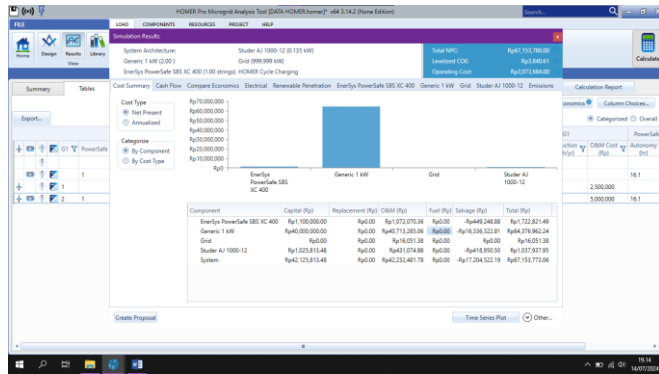 HOMER Pro Microgrid Analysis Tool [DATA HOMER.homer]* x64 3.14.2 (None Edition)
Search...
FILE
LOAD COMPONENTS RESOURCES PROJECT HELP
Home Design Results Library
View
Calculate
Simulation Results
System Architecture: Studer AJ 1000-12 (0.135 kW)
Generic 1 kW (2.00 ) Grid (999,999 kW)
EnerSys PowerSafe SBS XC 400 (1.00 strings) HOMER Cycle Charging
Total NPC: Rp67,153,780.00
Levelized COE: Rp3,840.61
Operating Cost: Rp3,073,684.00
Summary Tables
Calculation Report
Cost Summary Cash Flow Compare Economics Electrical Renewable Penetration EnerSys PowerSafe SBS XC 400 Generic 1 kW Grid Studer AJ 1000-12 Emissions
Column Choices...
Export...
Categorized Overall
Cost Type
Net Present
Annualized
Categorize
By Component
By Cost Type
Rp70,000,000
Rp60,000,000
Rp50,000,000
Rp40,000,000
Rp30,000,000
Rp20,000,000
Rp10,000,000
Rp0
EnerSys PowerSafe SBS XC 400
Generic 1 kW
Grid
Studer AJ 1000-12
G1 PowerSafe
G1 PowerSafe
O&M Cost (Rp)
Autonomy (hr)
1 16.1
1 2,500,000
2 1 5,000,000 16.1
Component Capital (Rp) Replacement (Rp) O&M (Rp) Fuel (Rp) Salvage (Rp) Total (Rp)
EnerSys PowerSafe SBS XC 400 Rp1,100,000.00 Rp0.00 Rp1,072,070.36 Rp0.00 -Rp449,248.88 Rp1,722,821.49
Generic 1 kW Rp40,000,000.00 Rp0.00 Rp40,713,285.06 Rp0.00 -Rp16,336,322.81 Rp64,376,962.24
Grid Rp0.00 Rp0.00 Rp16,051.38 Rp0.00 Rp0.00 Rp16,051.38
Studer AJ 1000-12 Rp1,025,813.48 Rp0.00 Rp431,074.98 Rp0.00 -Rp418,950.50 Rp1,037,937.95
System Rp42,125,813.48 Rp0.00 Rp42,232,481.78 Rp0.00 -Rp17,204,522.19 Rp67,153,773.06
Create Proposal
Time Series Plot
Other...
19.14
14/07/2024